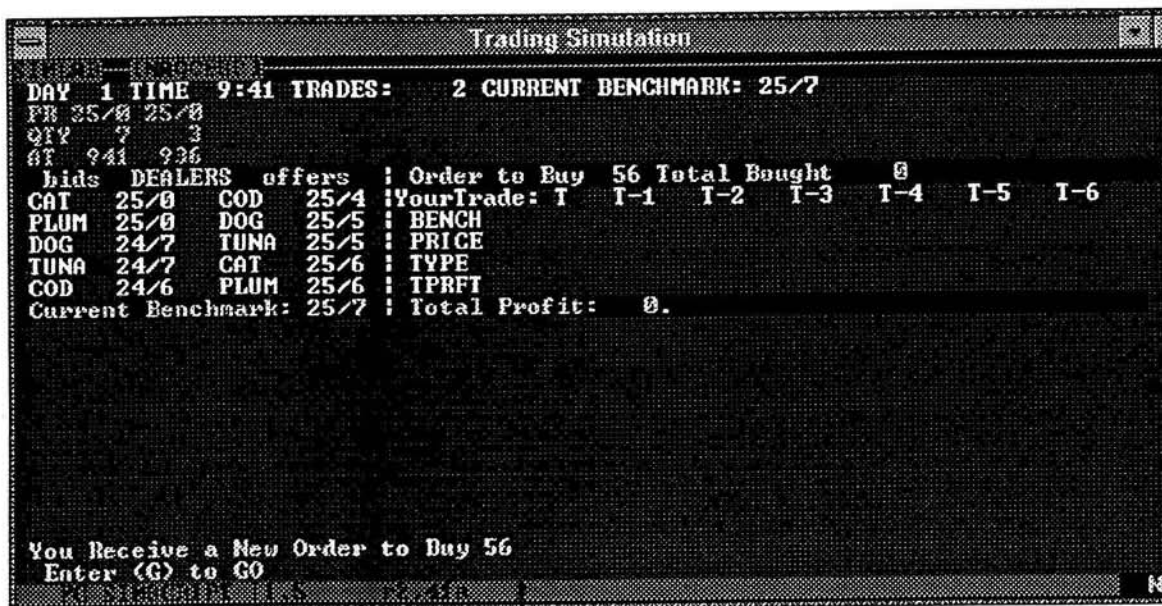 Trading Simulation
DAY 1 TIME 9:41 TRADES: 2 CURRENT BENCHMARK: 25/7
PR 25/0 25/0
QTY 7 3
AT 941 936
bids DEALERS offers | Order to Buy 56 Total Bought 0
CAT 25/0 COD 25/4 |YourTrade: T T-1 T-2 T-3 T-4 T-5 T-6
PLUM 25/0 DOG 25/5 | BENCH
DOG 24/7 TUNA 25/5 | PRICE
TUNA 24/7 CAT 25/6 | TYPE
COD 24/6 PLUM 25/6 | TPRFT
Current Benchmark: 25/7 | Total Profit: 0.
You Receive a New Order to Buy 56
Enter (G) to GO